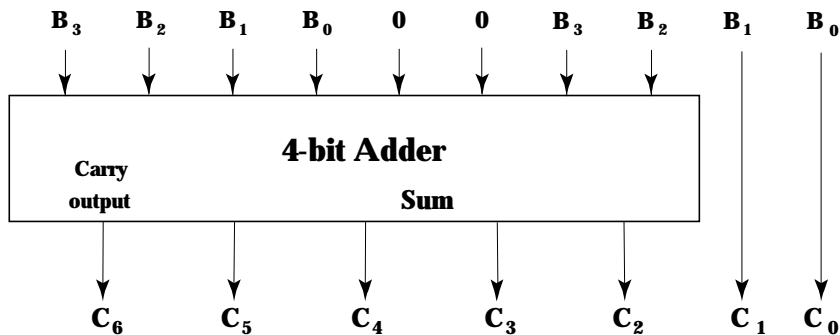 B₃ B₂ B₁ B₀ 0 0 B₃ B₂ B₁ B₀
4-bit Adder
Carry
output Sum
C₆ C₅ C₄ C₃ C₂ C₁ C₀